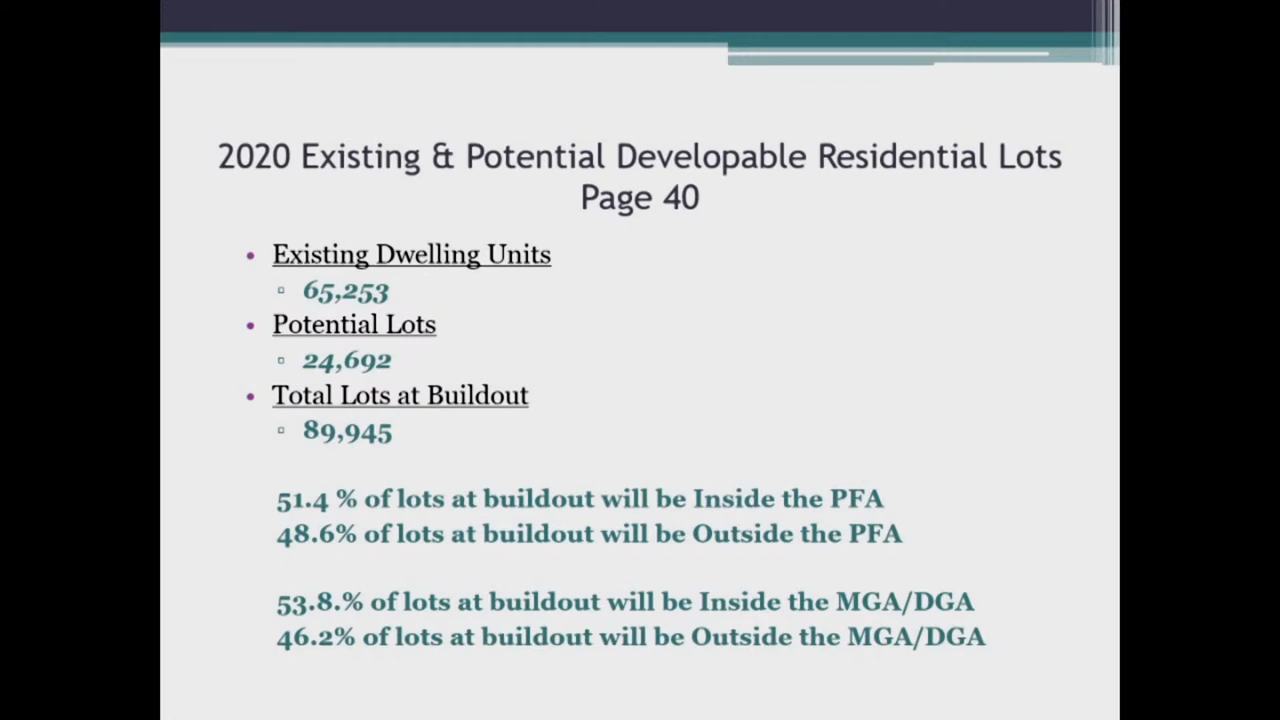 2020 Existing & Potential Developable Residential Lots
Page 40
• Existing Dwelling Units
▫ 65,253
• Potential Lots
▫ 24,692
• Total Lots at Buildout
▫ 89,945
51.4 % of lots at buildout will be Inside the PFA
48.6% of lots at buildout will be Outside the PFA
53.8.% of lots at buildout will be Inside the MGA/DGA
46.2% of lots at buildout will be Outside the MGA/DGA